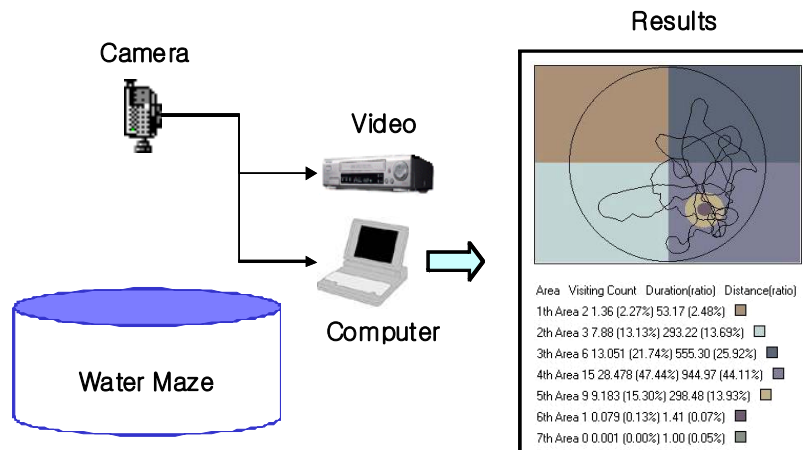 Results
Camera
Video
Computer
Water Maze
Area Visiting Count Duration(ratio) Distance(ratio)
1th Area 2 1.36 (2.27%) 53.17 (2.48%)
2th Area 3 7.88 (13.13%) 293.22 (13.69%)
3th Area 6 13.051 (21.74%) 555.30 (25.92%)
4th Area 15 28.478 (47.44%) 944.97 (44.11%)
5th Area 9 9.183 (15.30%) 298.48 (13.93%)
6th Area 1 0.079 (0.13%) 1.41 (0.07%)
7th Area 0 0.001 (0.00%) 1.00 (0.05%)